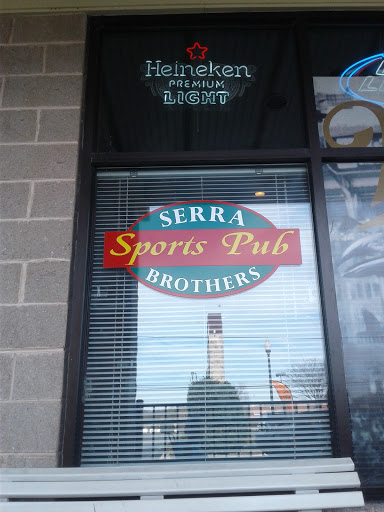 Heineken
PREMIUM
LIGHT
SERRA
Sports Pub
BROTHERS